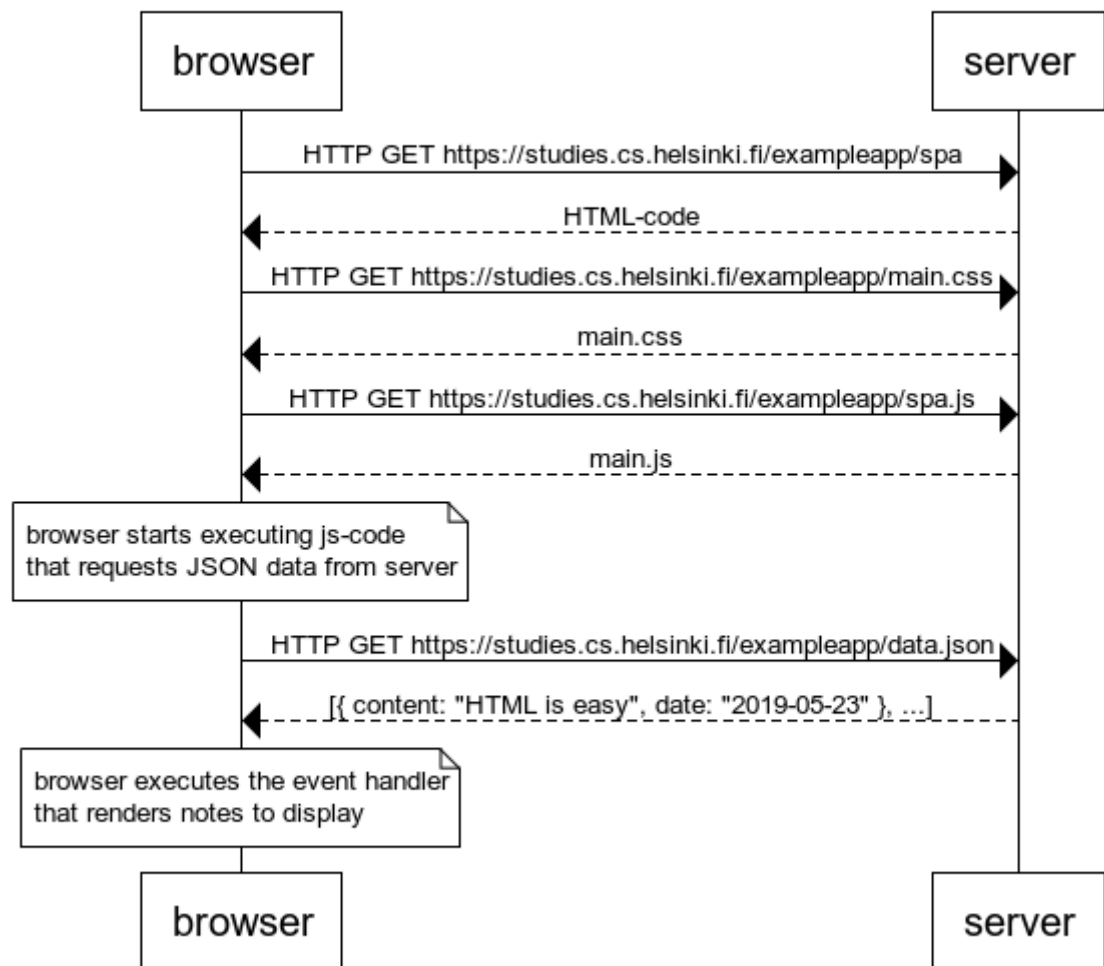 browser
server
HTTP GET https://studies.cs.helsinki.fi/exampleapp/spa
HTML-code
HTTP GET https://studies.cs.helsinki.fi/exampleapp/main.css
main.css
HTTP GET https://studies.cs.helsinki.fi/exampleapp/spa.js
main.js
browser starts executing js-code
that requests JSON data from server
HTTP GET https://studies.cs.helsinki.fi/exampleapp/data.json
[{ content: "HTML is easy", date: "2019-05-23" }, ...]
browser executes the event handler
that renders notes to display
browser
server